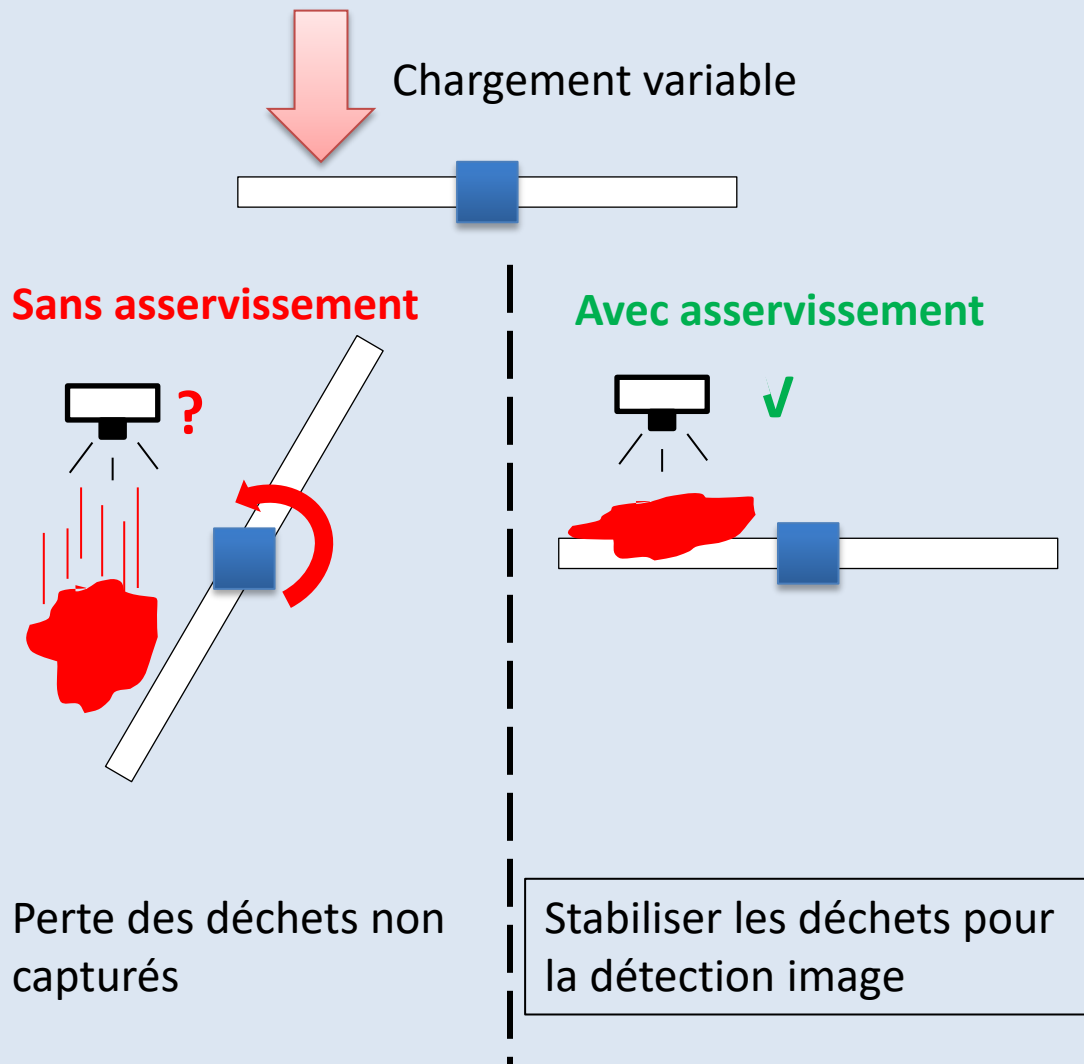 Chargement variable
Sans asservissement
Avec asservissement
?
√
Perte des déchets non
capturés
Stabiliser les déchets pour
la détection image